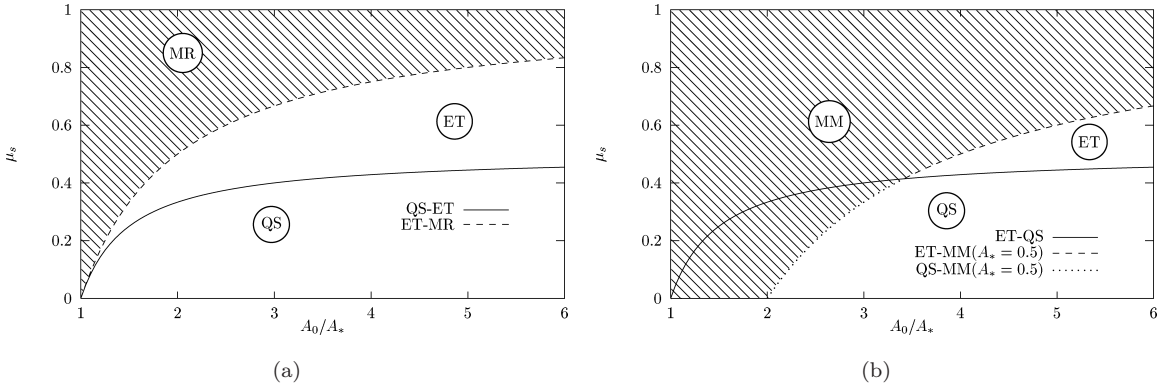 1
0.8
0.6
0.4
0.2
0
μs
MR
ET
QS
QS-ET
ET-MR
1 2 3 4 5 6
A0/A*
(a)
1
0.8
0.6
0.4
0.2
0
μs
MM
ET
QS
ET-QS
ET-MM(A* = 0.5)
QS-MM(A* = 0.5)
1 2 3 4 5 6
A0/A*
(b)